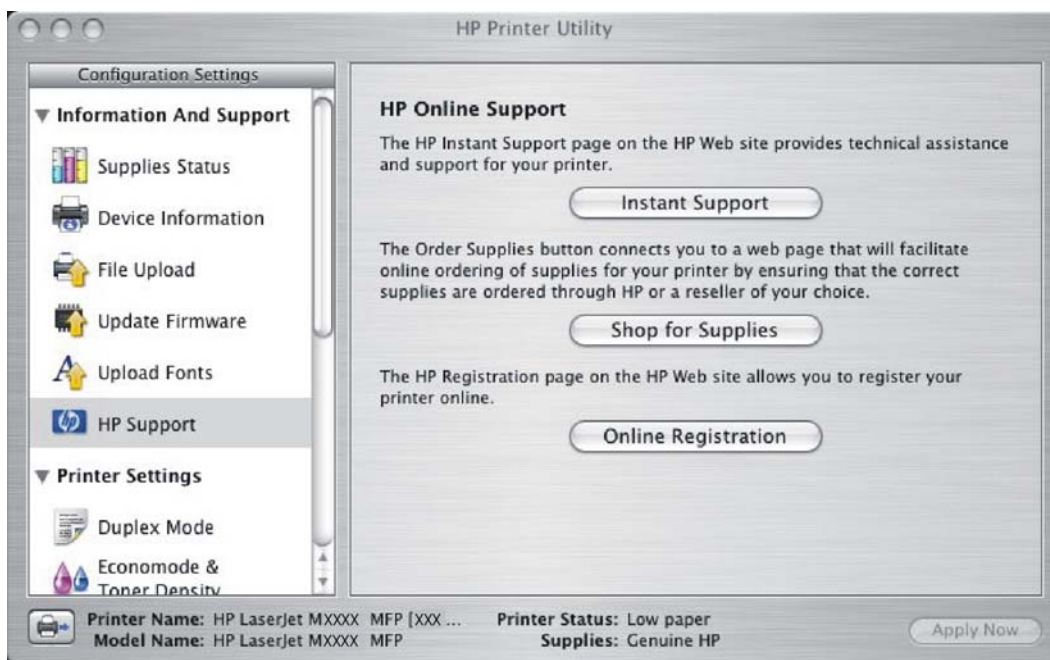 HP Printer Utility
Configuration Settings
Information And Support
Supplies Status
Device Information
File Upload
Update Firmware
Upload Fonts
HP Support
Printer Settings
Duplex Mode
Economode &
Toner Density
HP Online Support
The HP Instant Support page on the HP Web site provides technical assistance
and support for your printer.
Instant Support
The Order Supplies button connects you to a web page that will facilitate
online ordering of supplies for your printer by ensuring that the correct
supplies are ordered through HP or a reseller of your choice.
Shop for Supplies
The HP Registration page on the HP Web site allows you to register your
printer online.
Online Registration
Printer Name: HP LaserJet MXXXX MFP [XXX ...
Model Name: HP LaserJet MXXXX MFP
Printer Status: Low paper
Supplies: Genuine HP
Apply Now